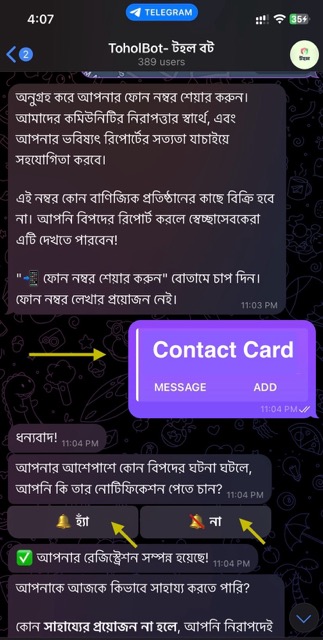 4:07
TELEGRAM
35
2
ToholBot- টহল বট
389 users
টহল
অনুগ্রহ করে আপনার ফোন নম্বর শেয়ার করুন।
আমাদের কমিউনিটির নিরাপত্তার স্বার্থে, এবং
আপনার ভবিষ্যৎ রিপোর্টের সত্যতা যাচাইয়ে
সহযোগিতা করবে।
এই নম্বর কোন বাণিজ্যিক প্রতিষ্ঠানের কাছে বিক্রি হবে
না। আপনি বিপদের রিপোর্ট করলে স্বেচ্ছাসেবকেরা
এটি দেখতে পারবেন!
"📲 ফোন নম্বর শেয়ার করুন" বোতামে চাপ দিন।
ফোন নম্বর লেখার প্রয়োজন নেই।
11:03 PM
Contact Card
MESSAGE ADD
11:04 PM
ধন্যবাদ! 11:04 PM
আপনার আশেপাশে কোন বিপদের ঘটনা ঘটলে,
আপনি কি তার নোটিফিকেশন পেতে চান? 11:04 PM
🔔 হ্যাঁ 🔕 না
✅ আপনার রেজিস্ট্রেশন সম্পন্ন হয়েছে! 11:04 PM
আপনাকে আজকে কিভাবে সাহায্য করতে পারি?
কোন সাহায্যের প্রয়োজন না হলে, আপনি নিরাপদেই